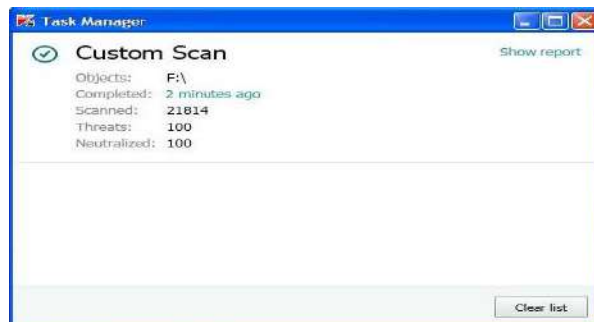 Task Manager
Custom Scan
Show report
Objects: F:\
Completed: 2 minutes ago
Scanned: 21814
Threats: 100
Neutralized: 100
Clear list